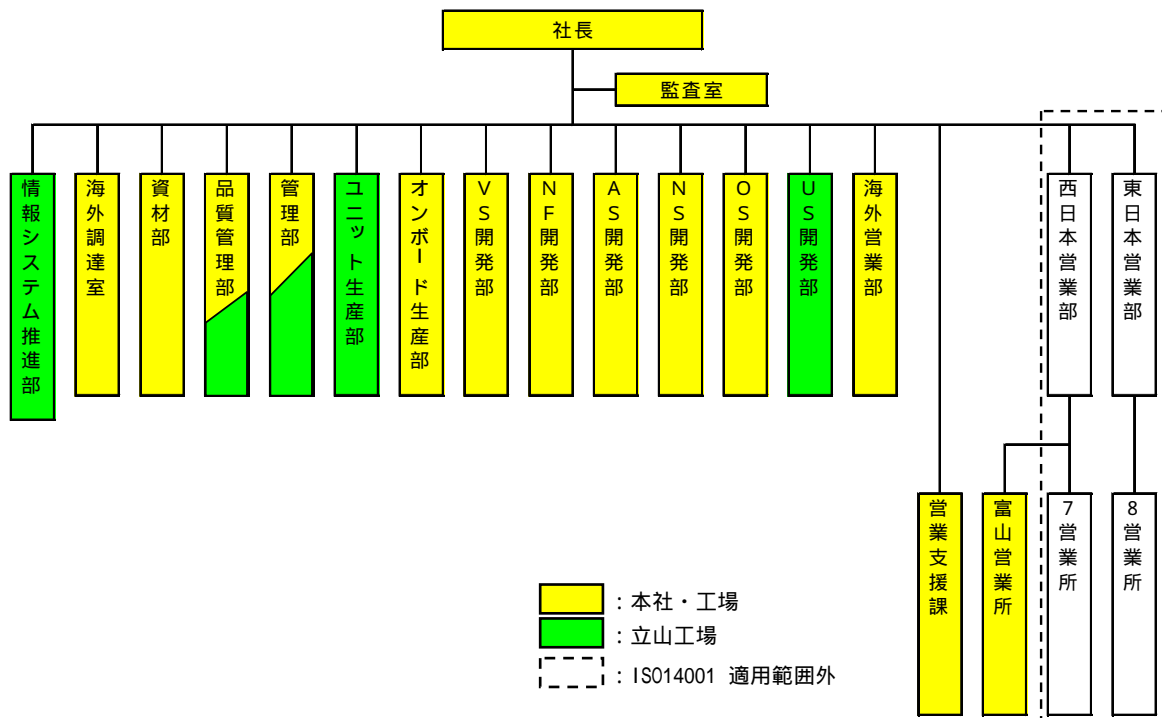 社長
監査室
情報システム推進部
海外調達室
資材部
品質管理部
管理部
ユニット生産部
オンボード生産部
VS開発部
NF開発部
AS開発部
NS開発部
OS開発部
US開発部
海外営業部
西日本営業部
東日本営業部
営業支援課
富山営業所
7営業所
8営業所
：本社・工場
：立山工場
：ISO14001 適用範囲外